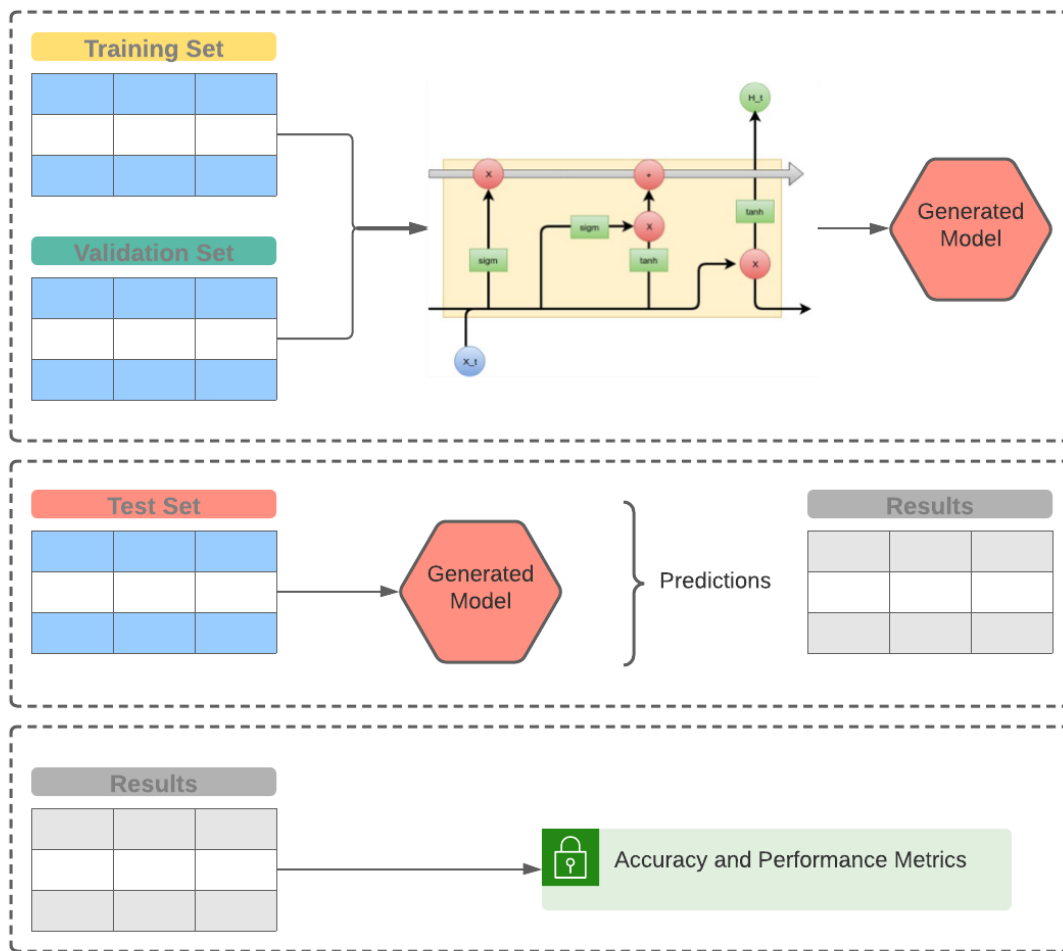 Training Set
Validation Set
H_t
X
+
tanh
sigm
X
sigm
tanh
X
X_t
Generated
Model
Test Set
Generated
Model
Predictions
Results
Results
Accuracy and Performance Metrics